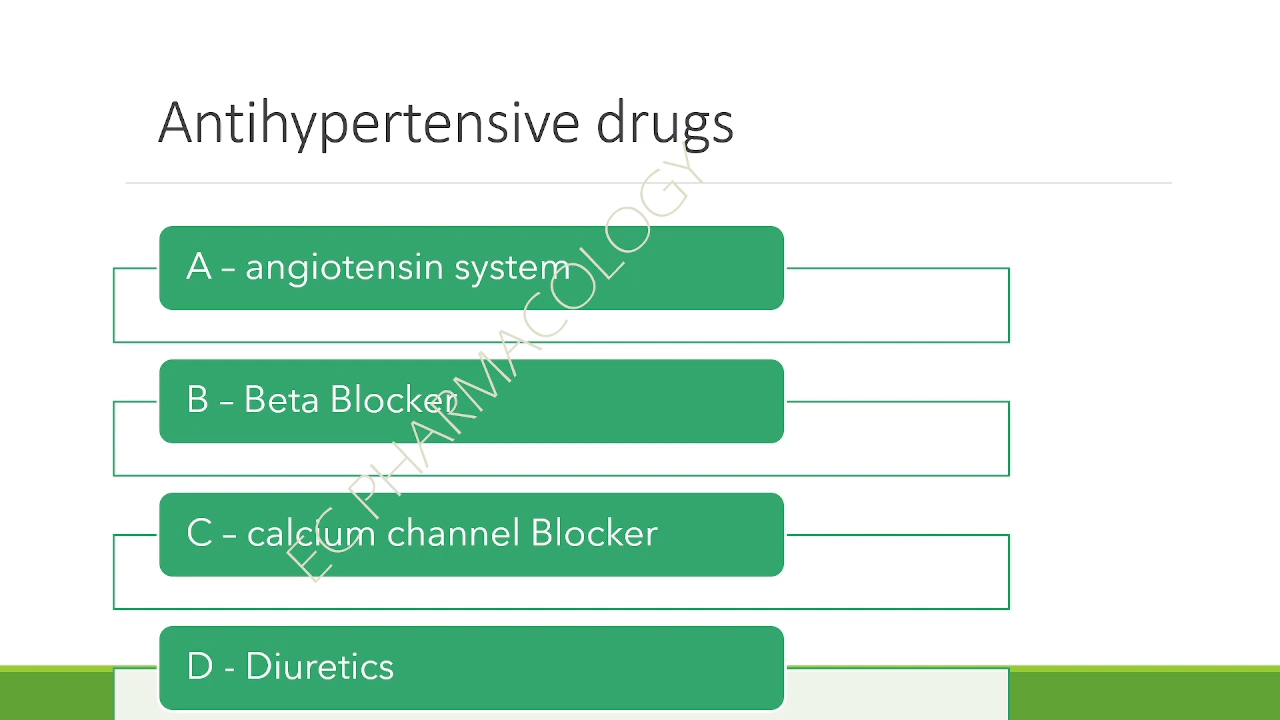 Antihypertensive drugs
A – angiotensin system
B – Beta Blocker
C – calcium channel Blocker
D - Diuretics
EC PHARMACOLOGY